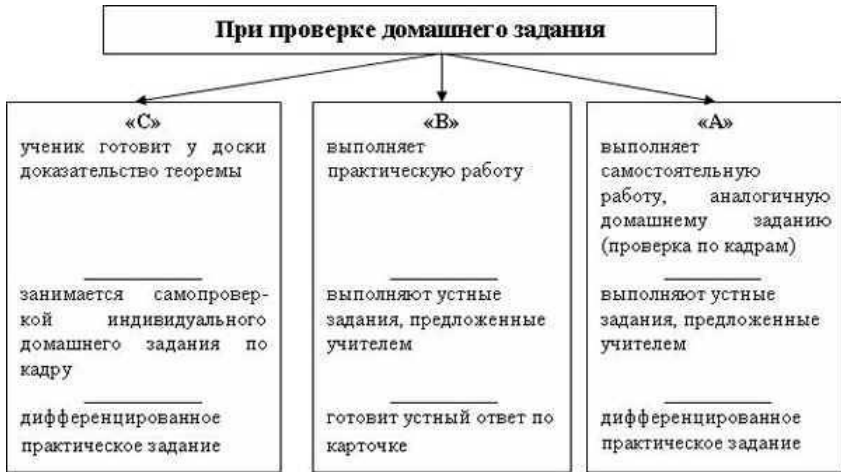 При проверке домашнего задания
«С»
ученик готовит у доски
доказательство теоремы
занимается самопровер-
кой индивидуального
домашнего задания по
кадру
дифференцированное
практическое задание
«В»
выполняет
практическую работу
выполняют устные
задания, предложенные
учителем
готовит устный ответ по
карточке
«А»
выполняет
самостоятельную
работу, аналогичную
домашнему заданию
(проверка по кадрам)
выполняют устные
задания, предложенные
учителем
дифференцированное
практическое задание